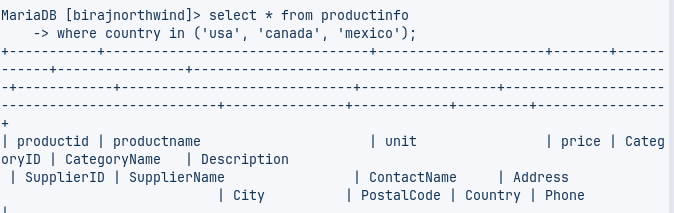 MariaDB [birajnorthwind]> select * from productinfo
    -> where country in ('usa', 'canada', 'mexico');
+-----------+---------------------------------+---------------------+-------+------
------+----------------+-----------------------------------------------------------
-+------------+-----------------------------+-----------------+--------------------
---------------------------+---------------+------------+---------+----------------
+
| productid | productname                     | unit                | price | Categ
oryID | CategoryName   | Description
 | SupplierID | SupplierName                | ContactName     | Address
                           | City          | PostalCode | Country | Phone
|